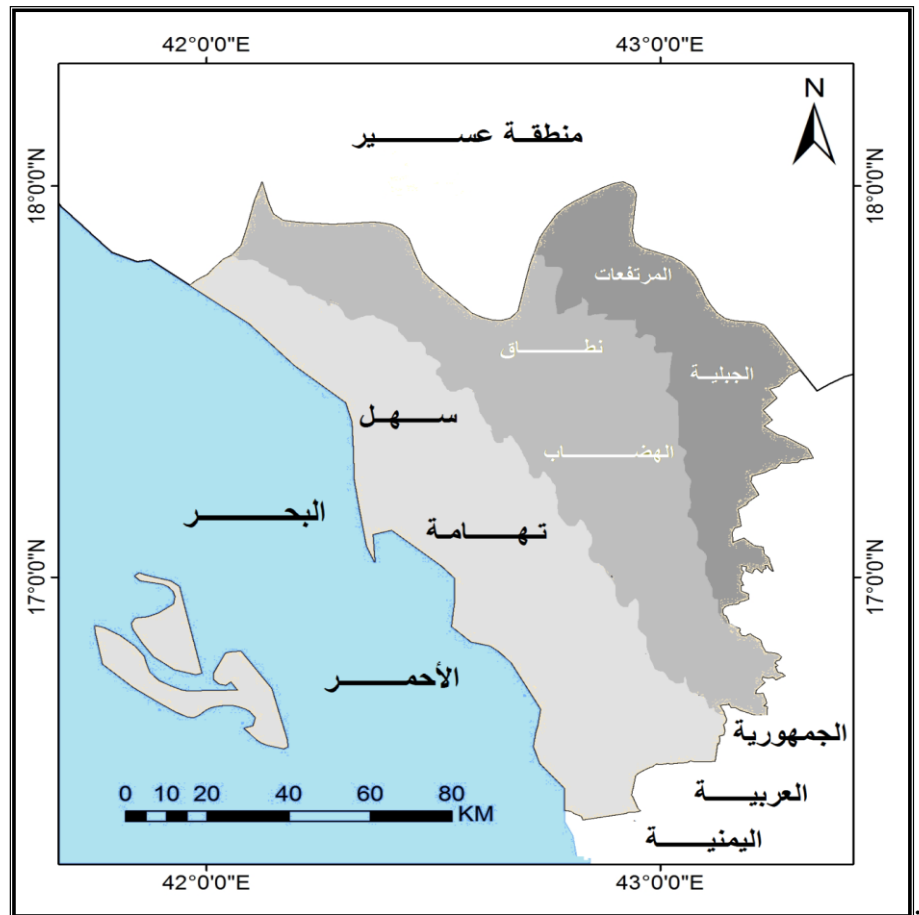 42°0'0"E 43°0'0"E
N
منطقة عسير
18°0'0"N 18°0'0"N
المرتفعات
نطاق
الجبلية
سهل
الهضاب
البحر
تهامة
17°0'0"N 17°0'0"N
الأحمر
الجمهورية
العربية
اليمنية
0 10 20 40 60 80
KM
42°0'0"E 43°0'0"E
.